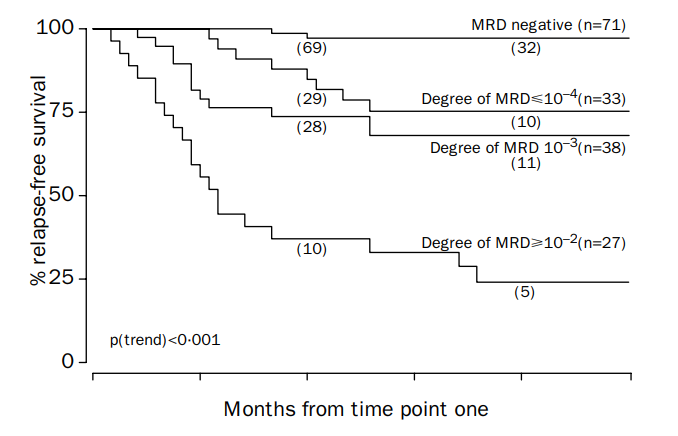 100
75
50
25
0
% relapse-free survival
MRD negative (n=71)
(69)
(32)
Degree of MRD≤10⁻⁴(n=33)
(29)
(10)
Degree of MRD 10⁻³(n=38)
(28)
(11)
Degree of MRD≥10⁻²(n=27)
(10)
(5)
p(trend)<0·001
Months from time point one